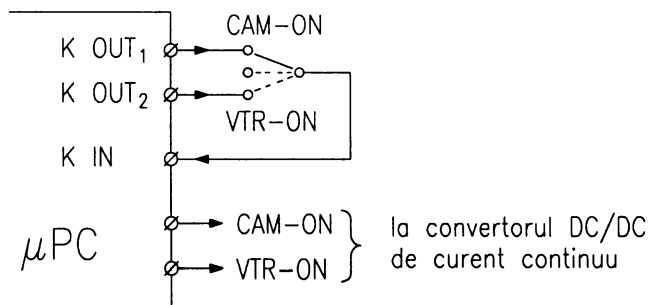 CAM-ON
K OUT₁
K OUT₂
VTR-ON
K IN
CAM-ON
VTR-ON
la convertorul DC/DC
de curent continuu
μPC